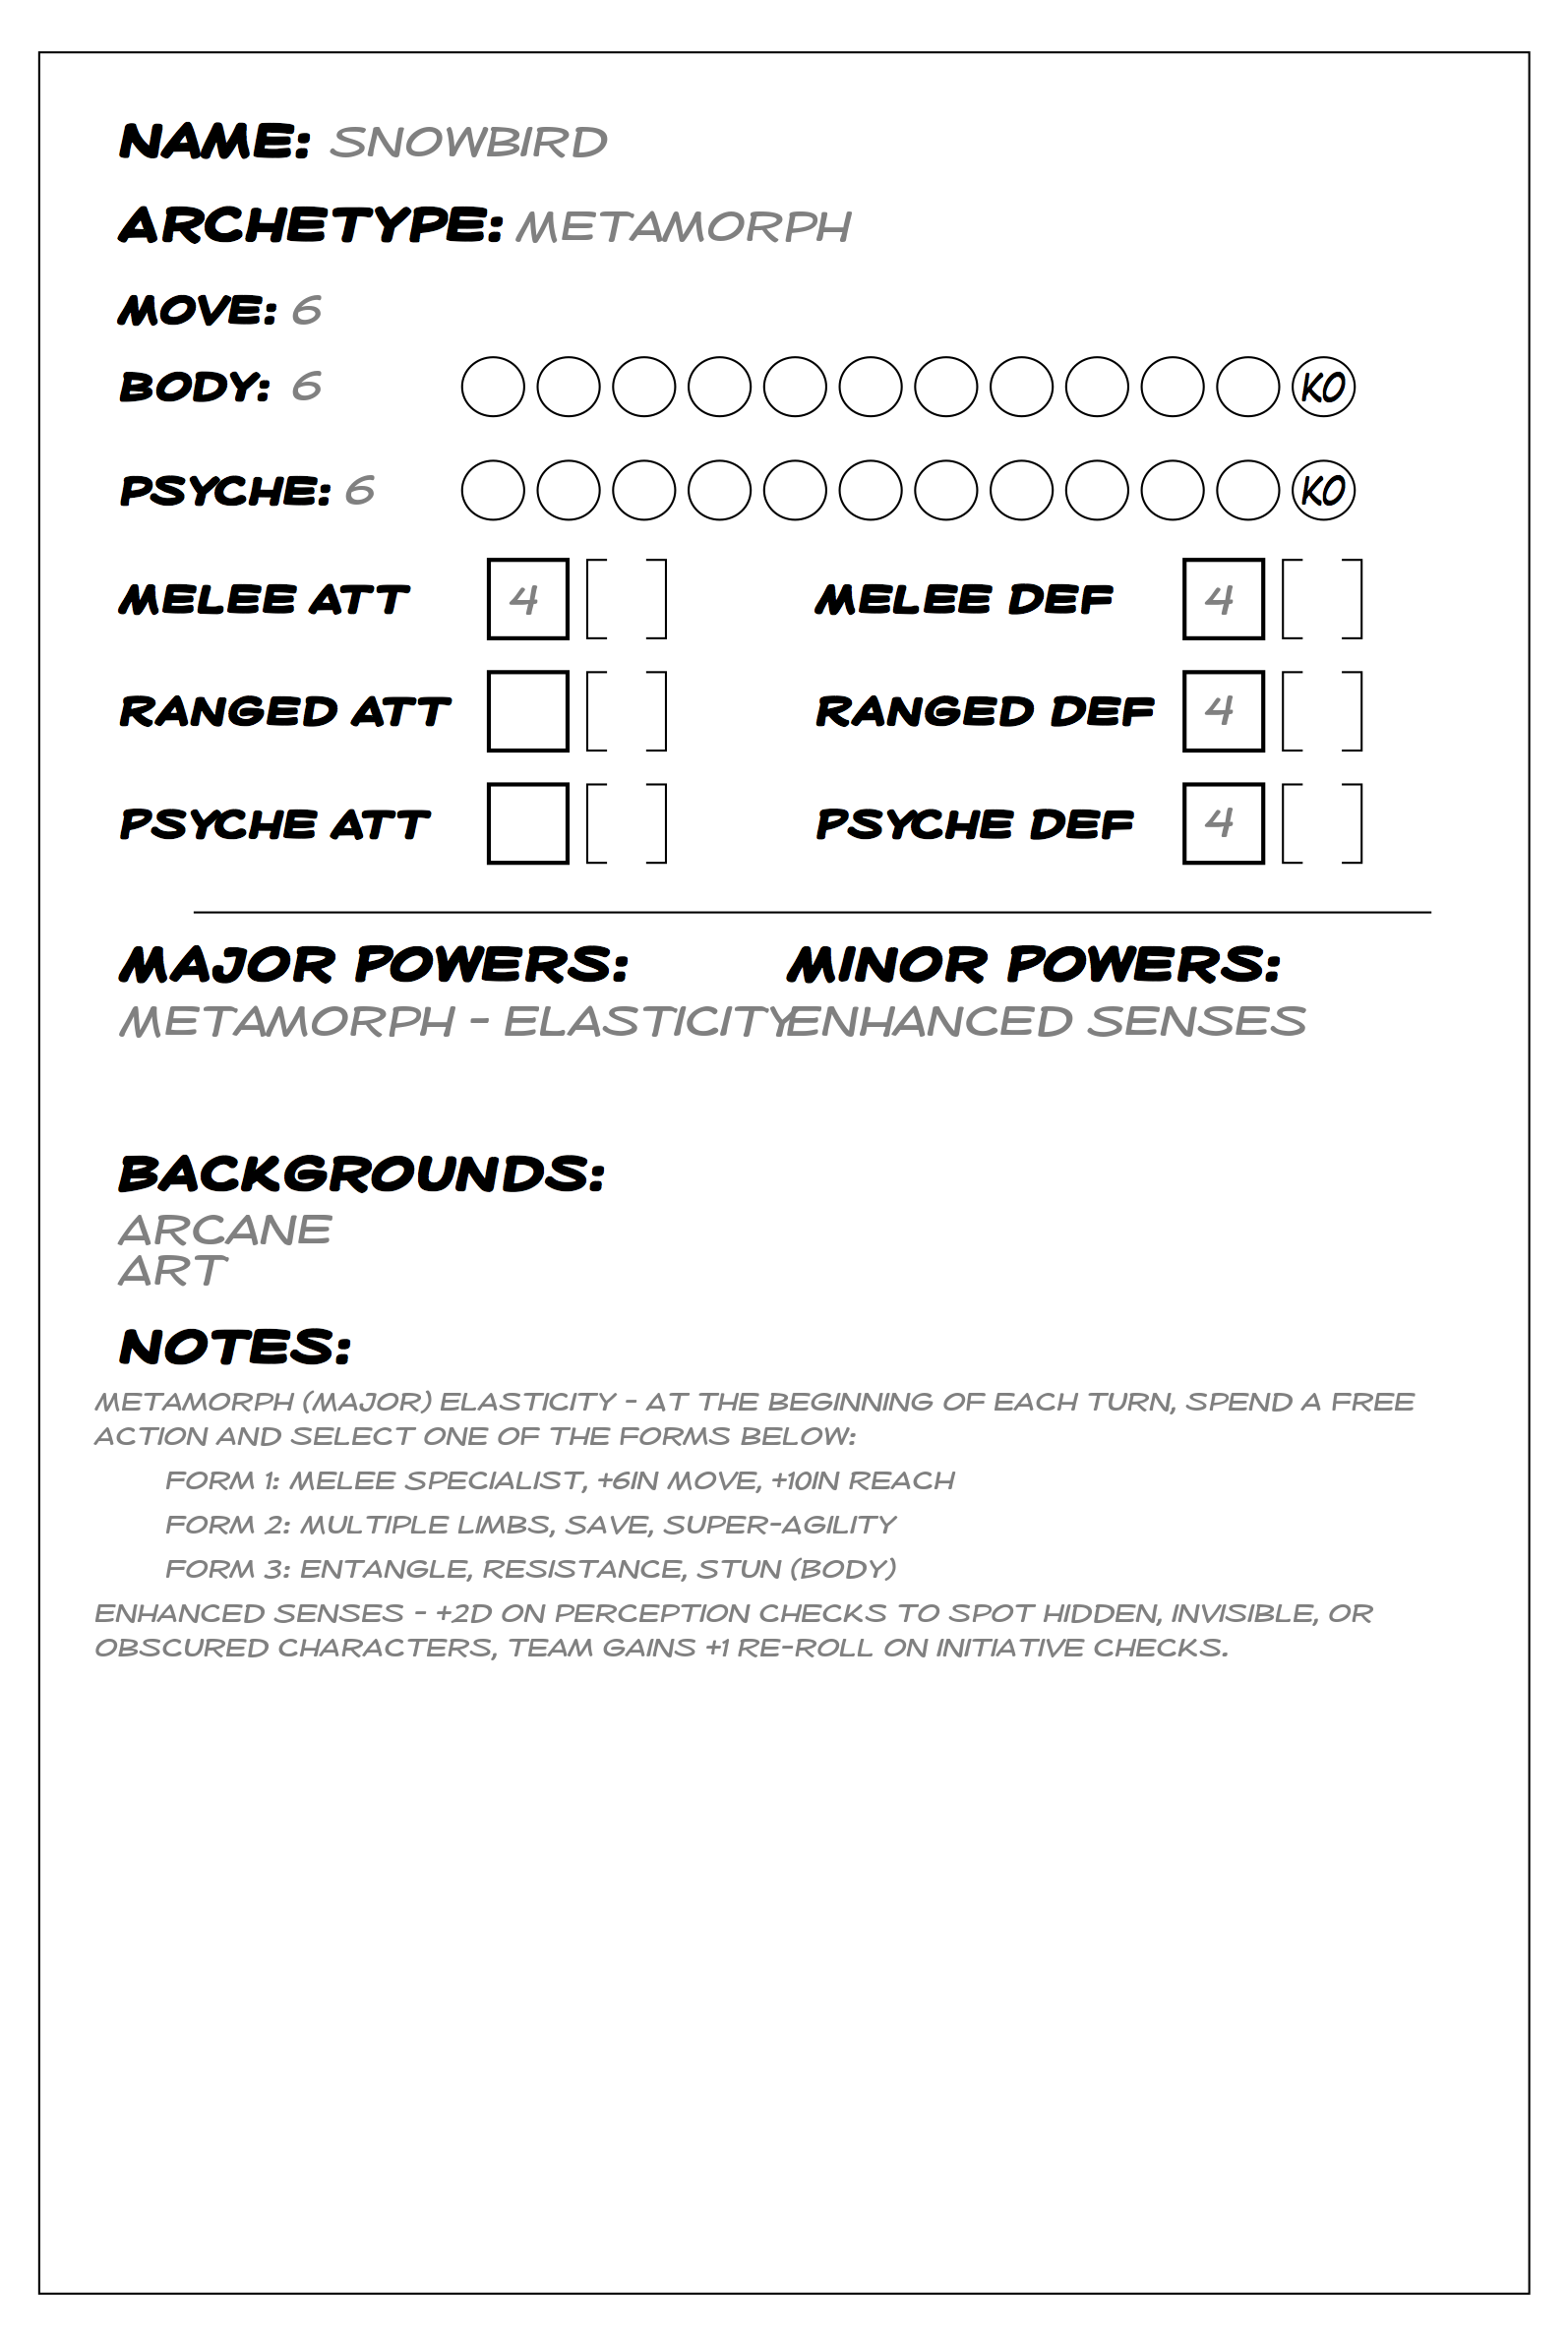 NAME: SNOWBIRD
ARCHETYPE: METAMORPH
MOVE: 6
BODY: 6 KO
PSYCHE: 6 KO
MELEE ATT 4 [ ] MELEE DEF 4 [ ]
RANGED ATT [ ] RANGED DEF 4 [ ]
PSYCHE ATT [ ] PSYCHE DEF 4 [ ]
MAJOR POWERS: MINOR POWERS:
METAMORPH - ELASTICITY ENHANCED SENSES
BACKGROUNDS:
ARCANE
ART
NOTES:
METAMORPH (MAJOR) ELASTICITY - AT THE BEGINNING OF EACH TURN, SPEND A FREE
ACTION AND SELECT ONE OF THE FORMS BELOW:
FORM 1: MELEE SPECIALIST, +6IN MOVE, +10IN REACH
FORM 2: MULTIPLE LIMBS, SAVE, SUPER-AGILITY
FORM 3: ENTANGLE, RESISTANCE, STUN (BODY)
ENHANCED SENSES - +2D ON PERCEPTION CHECKS TO SPOT HIDDEN, INVISIBLE, OR
OBSCURED CHARACTERS, TEAM GAINS +1 RE-ROLL ON INITIATIVE CHECKS.